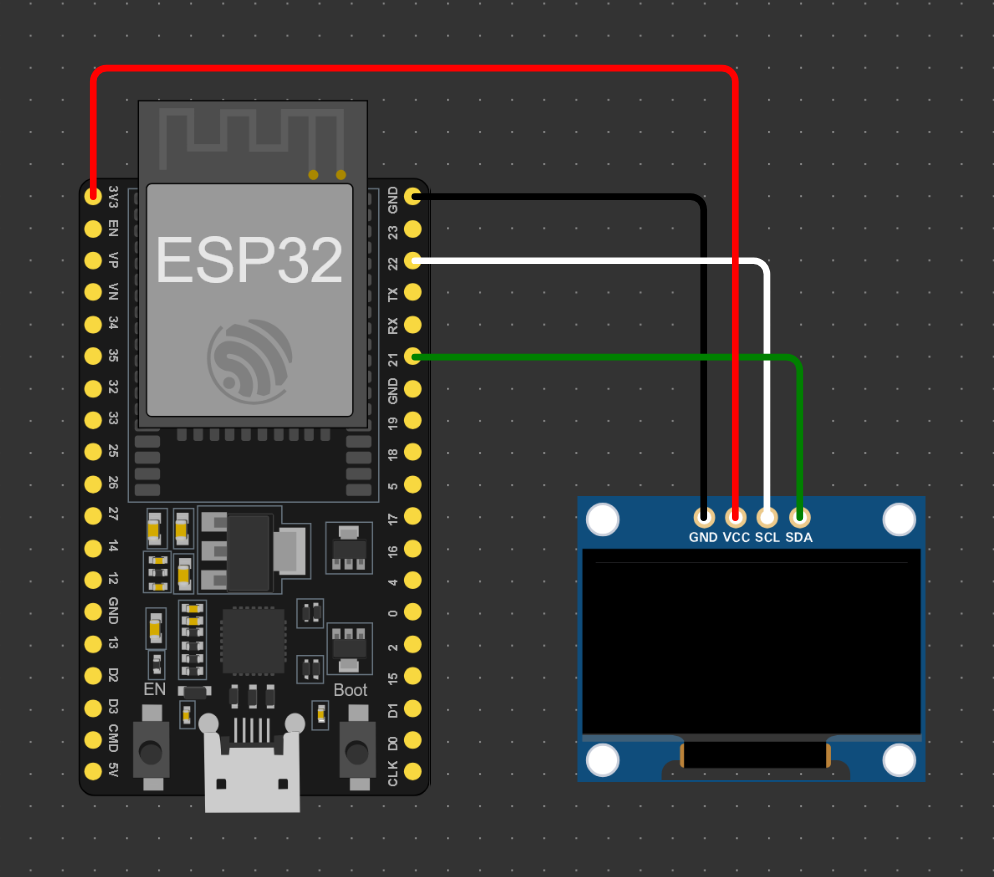 ESP32
3V3
EN
VP
VN
34
35
32
33
25
26
27
14
12
GND
13
D2
D3
CMD
5V
GND
23
22
TX
RX
21
GND
19
18
5
17
16
4
0
2
15
D1
D0
CLK
EN
Boot
GND VCC SCL SDA